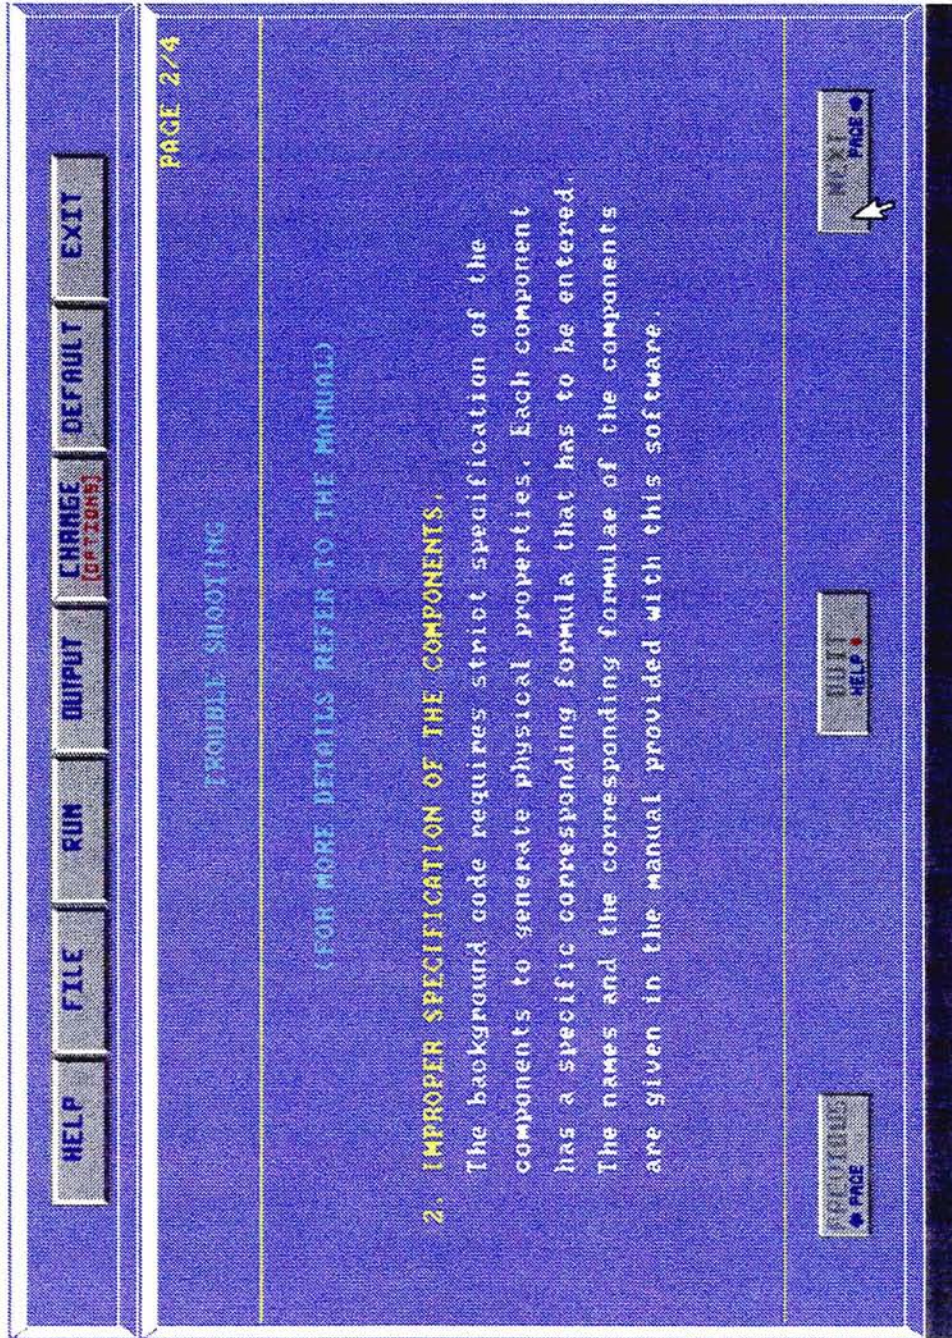 HELP FILE RUN OUTPUT CHANGE DEFAULT EXIT
[OPTIONS]
PAGE 2/4
TROUBLE SHOOTING
(FOR MORE DETAILS REFER TO THE MANUAL)
2. IMPROPER SPECIFICATION OF THE COMPONENTS.
The background code requires strict specification of the
components to generate physical properties. Each component
has a specific corresponding formula that has to be entered.
The names and the corresponding formulae of the components
are given in the manual provided with this software.
PREVIOUS QUIT NEXT
PAGE HELP PAGE